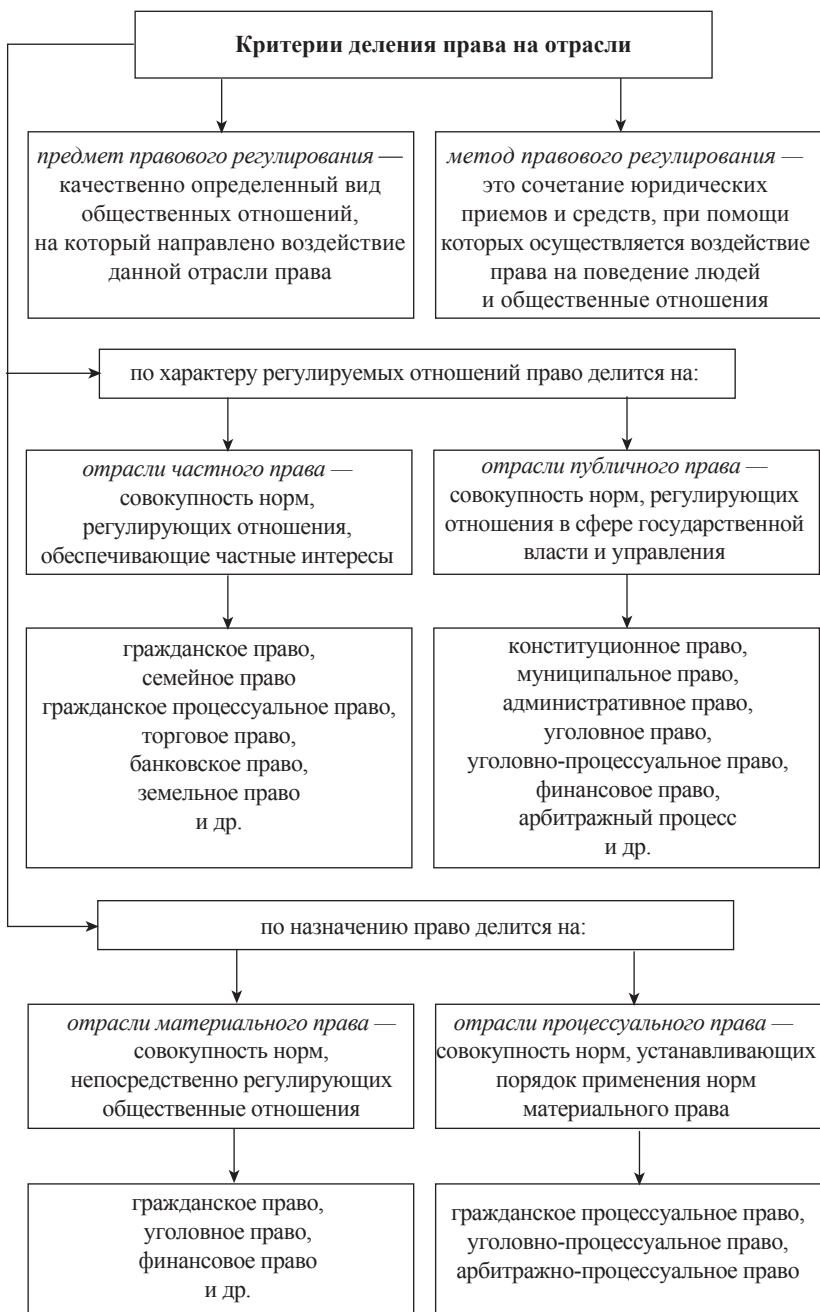 Критерии деления права на отрасли
предмет правового регулирования —
качественно определенный вид
общественных отношений,
на который направлено воздействие
данной отрасли права
метод правового регулирования —
это сочетание юридических
приемов и средств, при помощи
которых осуществляется воздействие
права на поведение людей
и общественные отношения
по характеру регулируемых отношений право делится на:
отрасли частного права —
совокупность норм,
регулирующих отношения,
обеспечивающие частные интересы
отрасли публичного права —
совокупность норм, регулирующих
отношения в сфере государственной
власти и управления
гражданское право,
семейное право
гражданское процессуальное право,
торговое право,
банковское право,
земельное право
и др.
конституционное право,
муниципальное право,
административное право,
уголовное право,
уголовно-процессуальное право,
финансовое право,
арбитражный процесс
и др.
по назначению право делится на:
отрасли материального права —
совокупность норм,
непосредственно регулирующих
общественные отношения
отрасли процессуального права —
совокупность норм, устанавливающих
порядок применения норм
материального права
гражданское право,
уголовное право,
финансовое право
и др.
гражданское процессуальное право,
уголовно-процессуальное право,
арбитражно-процессуальное право